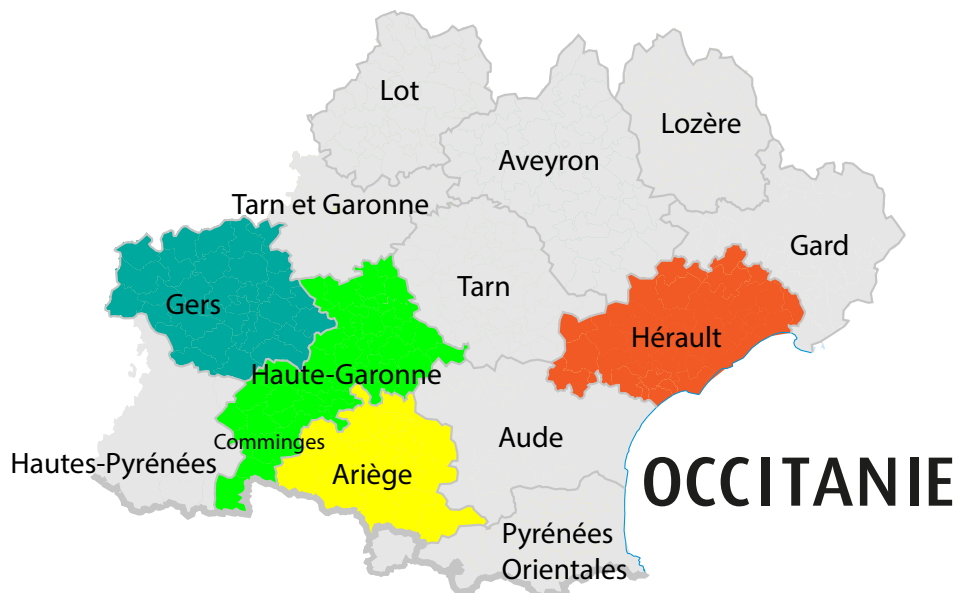 Lot
Lozère
Aveyron
Tarn et Garonne
Gard
Tarn
Gers
Hérault
Haute-Garonne
Comminges
Aude
Hautes-Pyrénées
Ariège
OCCITANIE
Pyrénées
Orientales